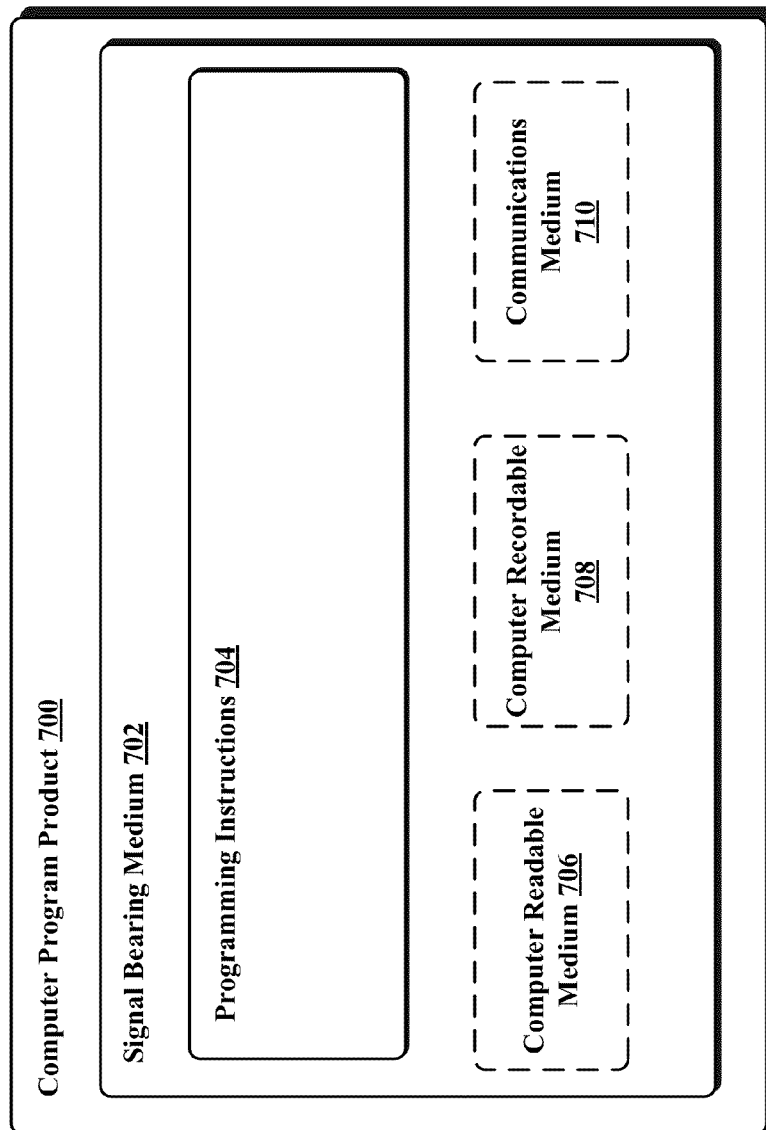 Computer Program Product 700
Signal Bearing Medium 702
Programming Instructions 704
Computer Readable
Medium 706
Computer Recordable
Medium
708
Communications
Medium
710